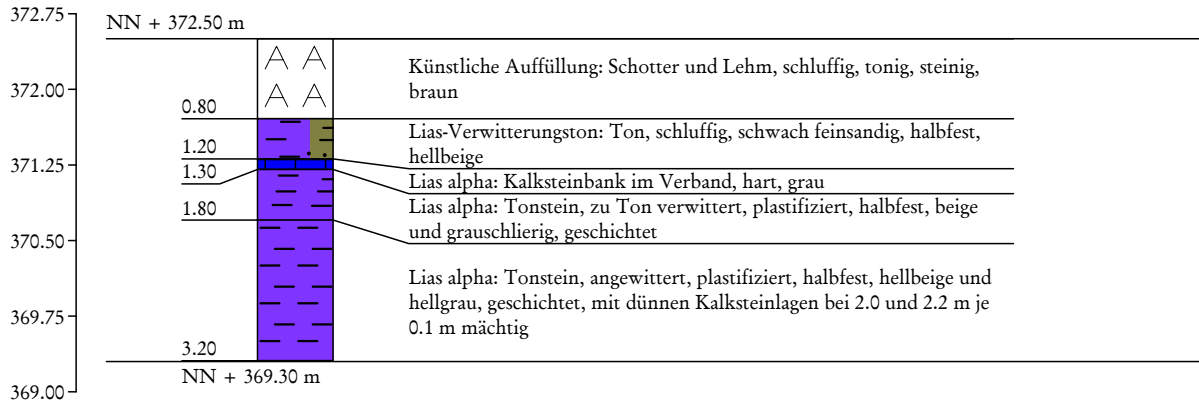 372.75
NN + 372.50 m
Künstliche Auffüllung: Schotter und Lehm, schluffig, tonig, steinig,
braun
372.00
0.80
Lias-Verwitterungston: Ton, schluffig, schwach feinsandig, halbfest,
hellbeige
1.20
371.25
1.30
Lias alpha: Kalksteinbank im Verband, hart, grau
1.80
Lias alpha: Tonstein, zu Ton verwittert, plastifiziert, halbfest, beige
und grauschlierig, geschichtet
370.50
Lias alpha: Tonstein, angewittert, plastifiziert, halbfest, hellbeige und
hellgrau, geschichtet, mit dünnen Kalksteinlagen bei 2.0 und 2.2 m je
0.1 m mächtig
369.75
3.20
NN + 369.30 m
369.00
A A
A A